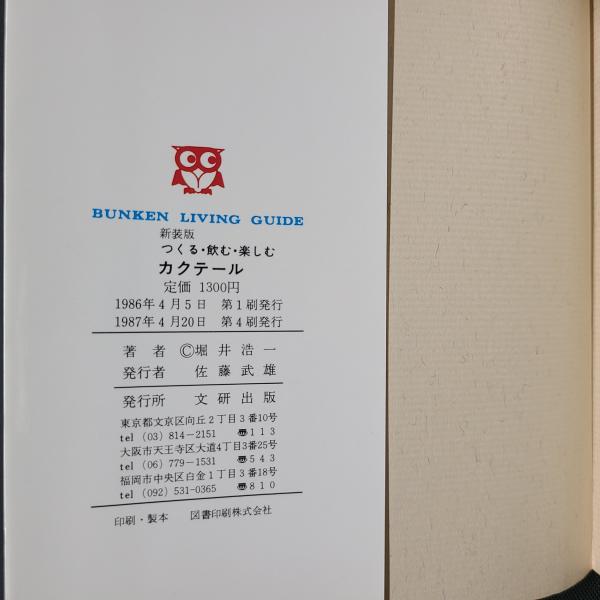 BUNKEN LIVING GUIDE
新装版
つくる・飲む・楽しむ
カクテール
定価 1300円
1986年4月5日 第1刷発行
1987年4月20日 第4刷発行
著者 ©堀井浩一
発行者 佐藤武雄
発行所 文研出版
東京都文京区向丘2丁目3番10号
tel (03) 814-2151 〠113
大阪市天王寺区大道4丁目3番25号
tel (06) 779-1531 〠543
福岡市中央区白金1丁目3番18号
tel (092) 531-0365 〠810
印刷・製本 図書印刷株式会社